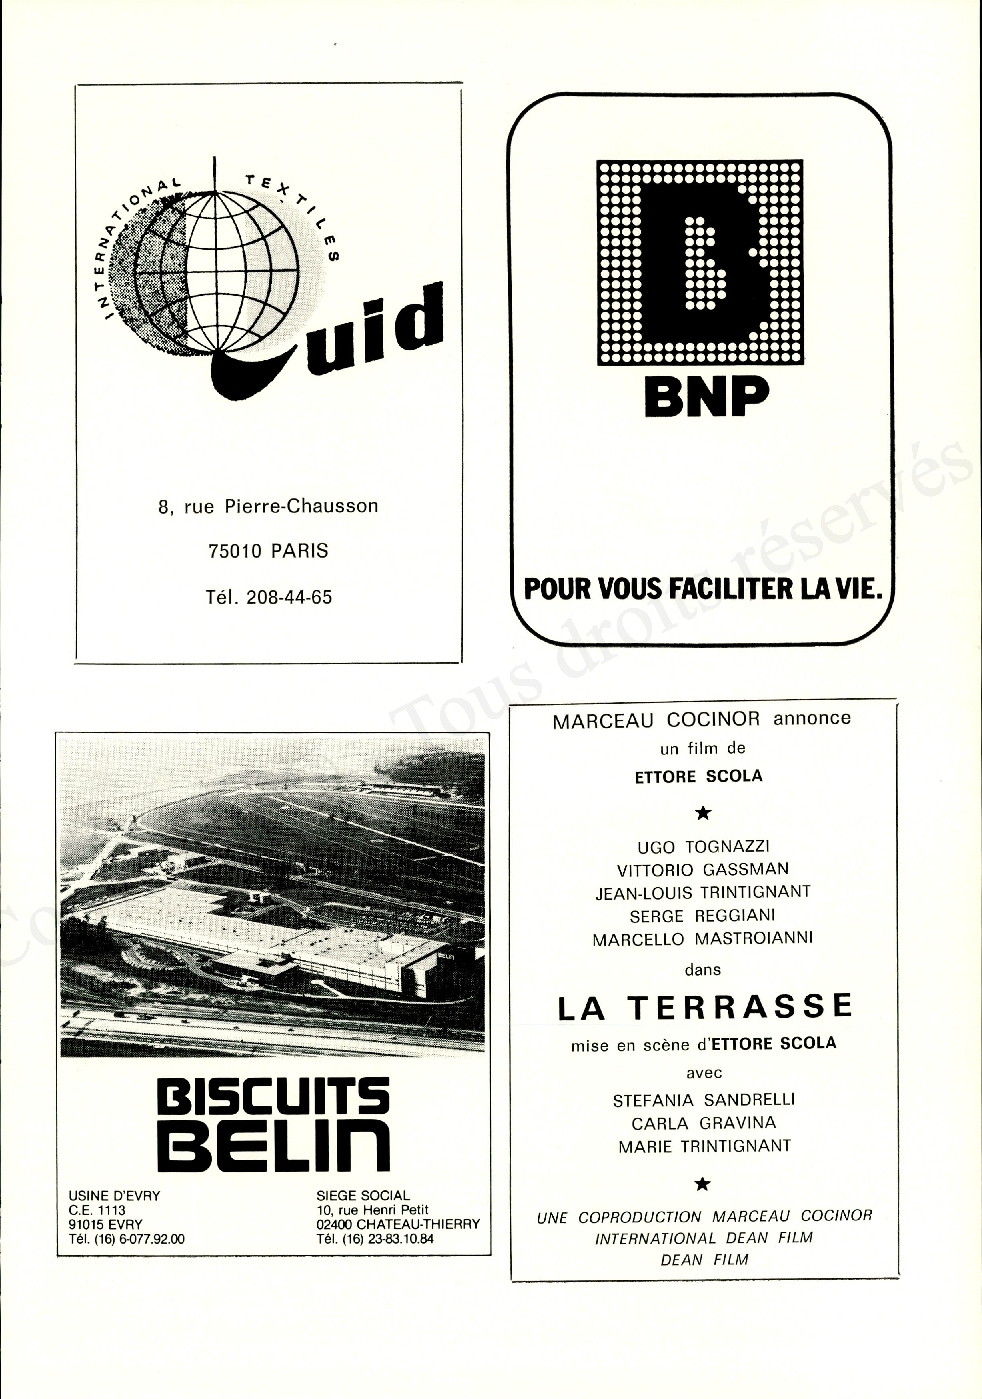 INTERNATIONAL TEXTILES
uid
8, rue Pierre-Chausson
75010 PARIS
Tél. 208-44-65
B
BNP
POUR VOUS FACILITER LA VIE.
BELIN
BISCUITS
BELIN
USINE D'EVRY
C.E. 1113
91015 EVRY
Tél. (16) 6-077.92.00
SIEGE SOCIAL
10, rue Henri Petit
02400 CHATEAU-THIERRY
Tél. (16) 23-83.10.84
MARCEAU COCINOR annonce
un film de
ETTORE SCOLA
★
UGO TOGNAZZI
VITTORIO GASSMAN
JEAN-LOUIS TRINTIGNANT
SERGE REGGIANI
MARCELLO MASTROIANNI
dans
LA TERRASSE
mise en scène d'ETTORE SCOLA
avec
STEFANIA SANDRELLI
CARLA GRAVINA
MARIE TRINTIGNANT
★
UNE COPRODUCTION MARCEAU COCINOR
INTERNATIONAL DEAN FILM
DEAN FILM
Tous droits réservés